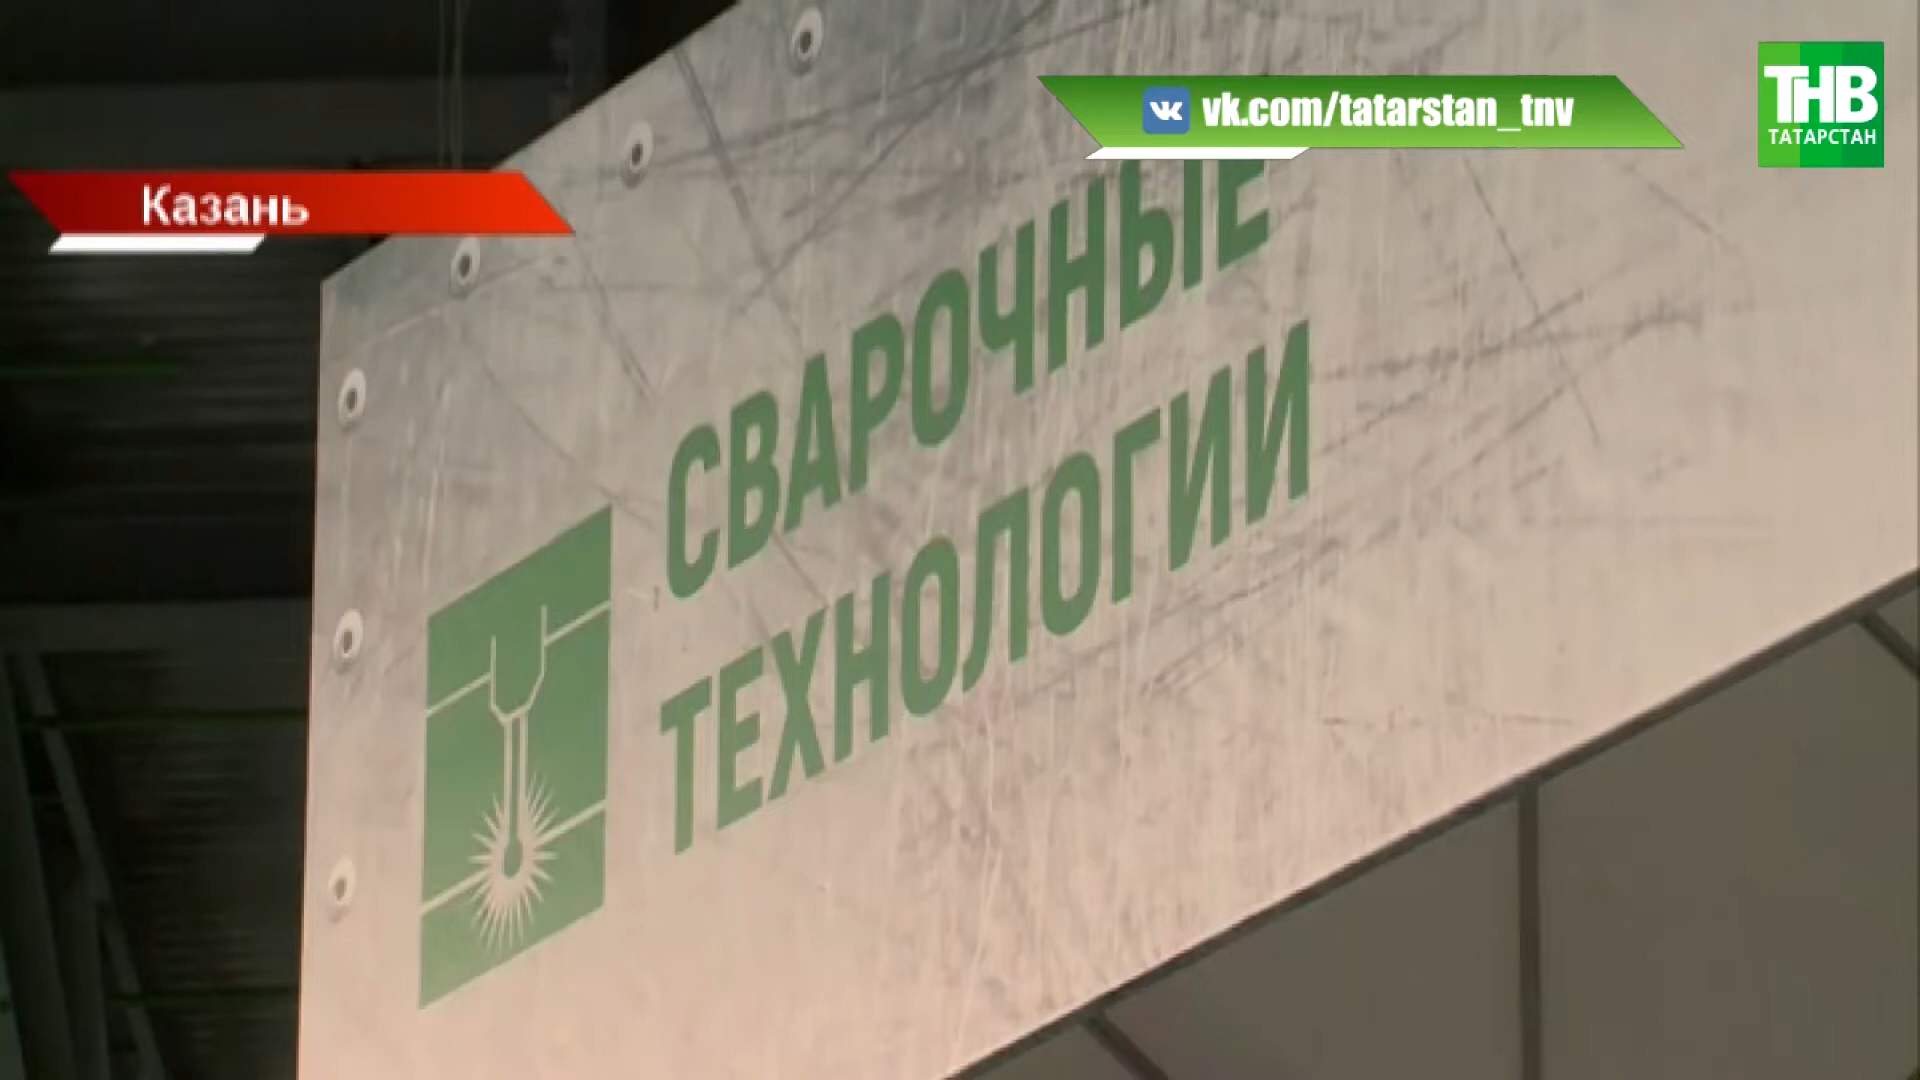 vk.com/tatarstan_tnv
ТНВ
ТАТАРСТАН
Казань
СВАРОЧНЫЕ
ТЕХНОЛОГИИ